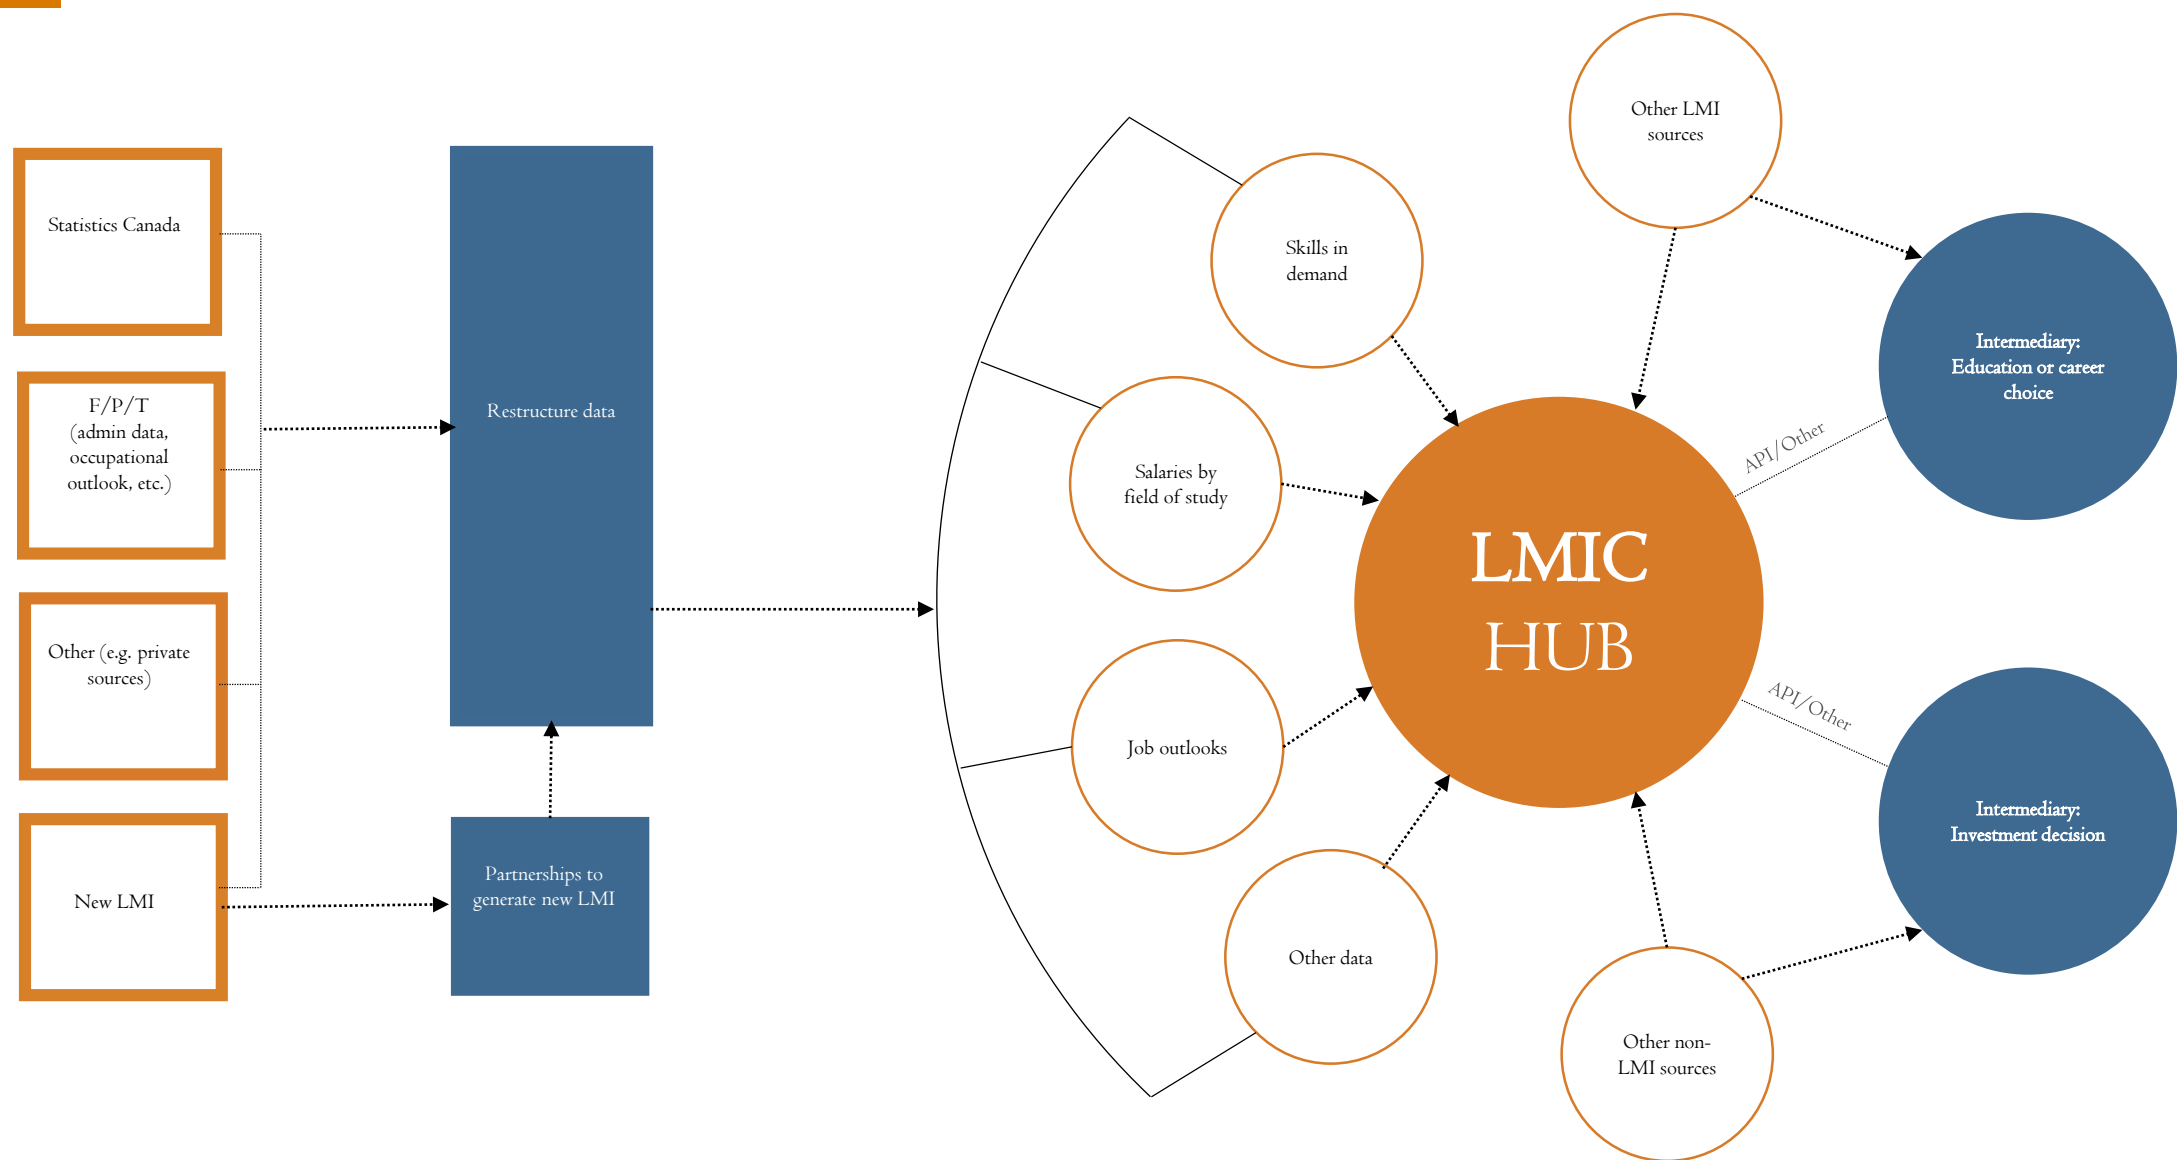 Statistics Canada
F/P/T
(admin data,
occupational
outlook, etc.)
Other (e.g. private
sources)
New LMI
Restructure data
Partnerships to
generate new LMI
Skills in
demand
Salaries by
field of study
Job outlooks
Other data
Other LMI
sources
LMIC
HUB
Other non-
LMI sources
API/Other
API/Other
Intermediary:
Education or career
choice
Intermediary:
Investment decision